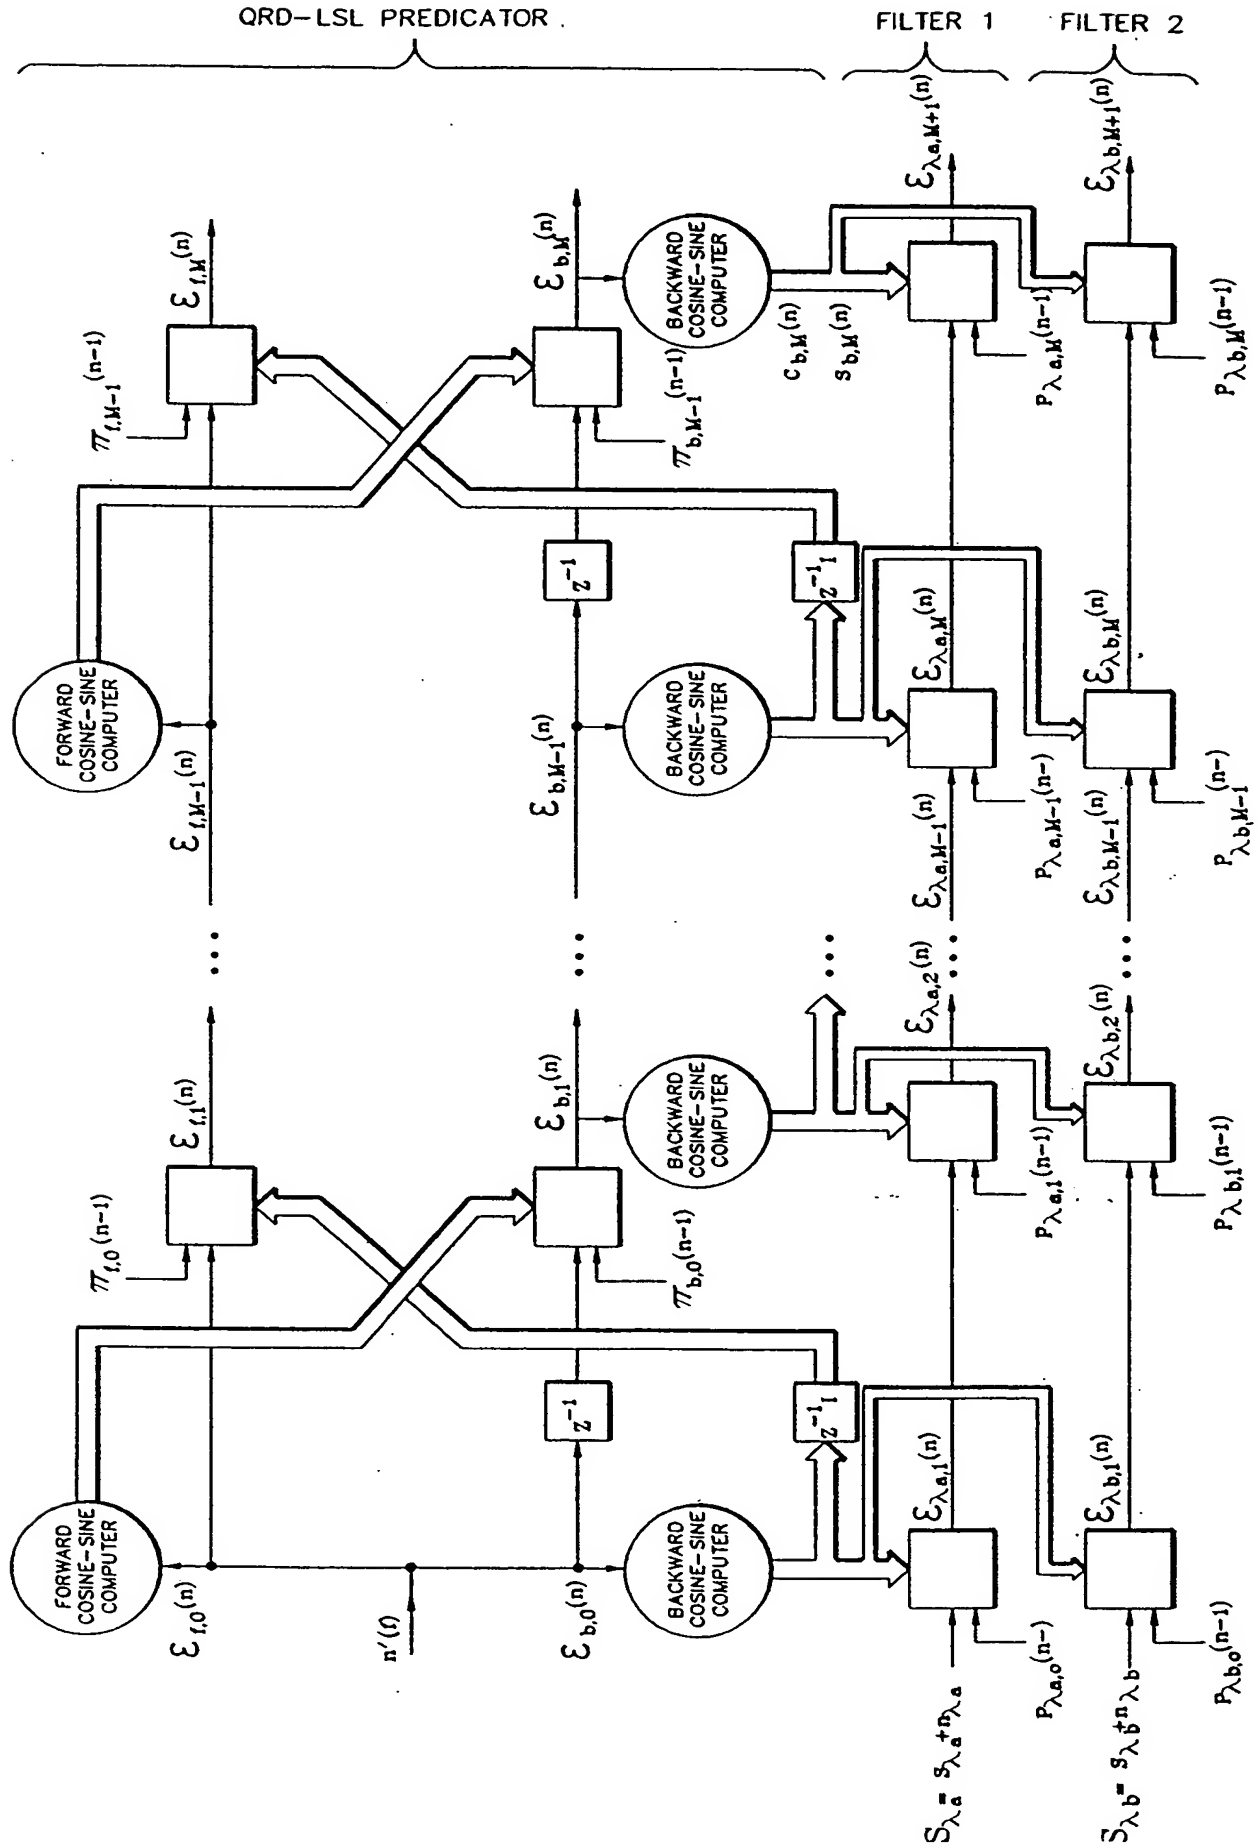 QRD-LSL PREDICATOR
FILTER 1
FILTER 2
FORWARD
COSINE-SINE
COMPUTER
ε_{f,0}(n)
n'(t)
ε_{b,0}(n)
BACKWARD
COSINE-SINE
COMPUTER
z^{-1}
z^{-1}I
π_{f,0}(n-1)
ε_{f,1}(n)
π_{b,0}(n-1)
ε_{b,1}(n)
BACKWARD
COSINE-SINE
COMPUTER
...
...
...
FORWARD
COSINE-SINE
COMPUTER
ε_{f,M-1}(n)
ε_{b,M-1}(n)
BACKWARD
COSINE-SINE
COMPUTER
z^{-1}
z^{-1}I
π_{f,M-1}(n-1)
ε_{f,M}(n)
π_{b,M-1}(n-1)
ε_{b,M}(n)
BACKWARD
COSINE-SINE
COMPUTER
c_{b,M}(n)
s_{b,M}(n)
S_{λa} = s_{λa}+n_{λa}
p_{λa,0}(n-)
ε_{λa,1}(n)
p_{λa,1}(n-1)
ε_{λa,2}(n)
...
ε_{λa,M-1}(n)
p_{λa,M-1}(n-)
ε_{λa,M}(n)
p_{λa,M}(n-1)
ε_{λa,M+1}(n)
S_{λb} = s_{λb}+n_{λb}
p_{λb,0}(n-1)
ε_{λb,1}(n)
p_{λb,1}(n-1)
ε_{λb,2}(n)
...
ε_{λb,M-1}(n)
p_{λb,M-1}(n-)
ε_{λb,M}(n)
p_{λb,M}(n-1)
ε_{λb,M+1}(n)